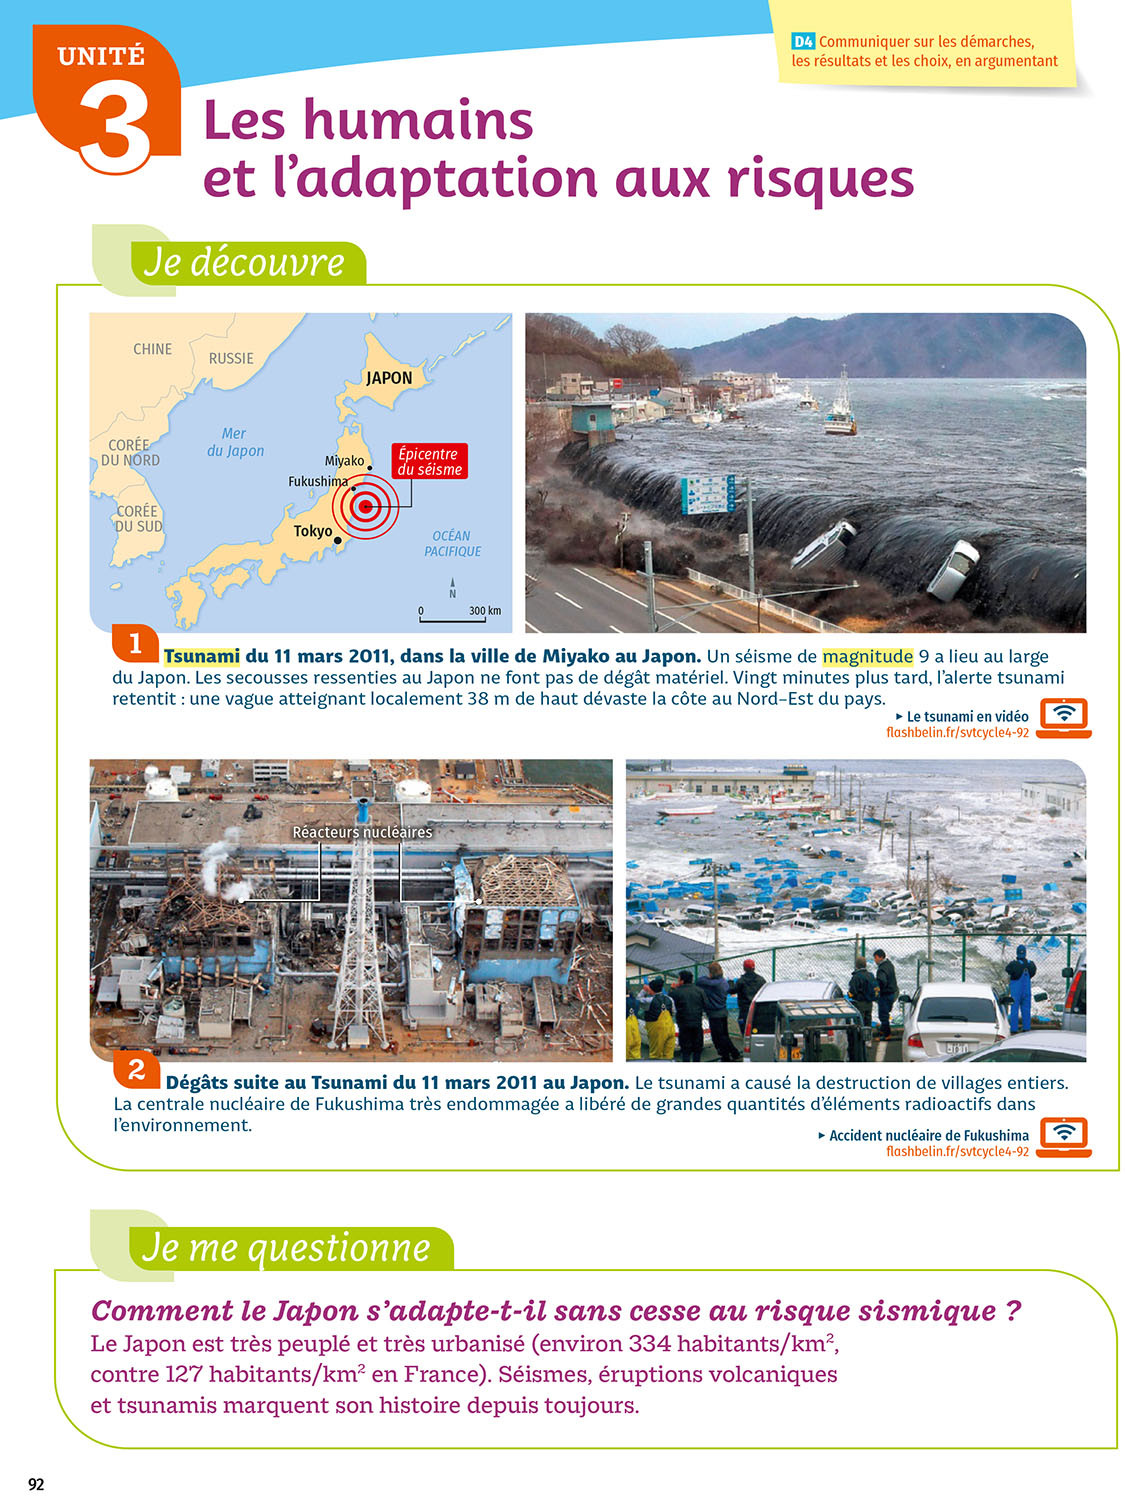 UNITÉ
3
D4 Communiquer sur les démarches,
les résultats et les choix, en argumentant
Les humains
et l'adaptation aux risques
Je découvre
CHINE
RUSSIE
JAPON
Mer
du Japon
CORÉE
DU NORD
Miyako
Épicentre
du séisme
Fukushima
CORÉE
DU SUD
Tokyo
OCÉAN
PACIFIQUE
N
0 300 km
1 Tsunami du 11 mars 2011, dans la ville de Miyako au Japon. Un séisme de magnitude 9 a lieu au large
du Japon. Les secousses ressenties au Japon ne font pas de dégât matériel. Vingt minutes plus tard, l'alerte tsunami
retentit : une vague atteignant localement 38 m de haut dévaste la côte au Nord-Est du pays.
▸ Le tsunami en vidéo
flashbelin.fr/svtcycle4-92
Réacteurs nucléaires
2 Dégâts suite au Tsunami du 11 mars 2011 au Japon. Le tsunami a causé la destruction de villages entiers.
La centrale nucléaire de Fukushima très endommagée a libéré de grandes quantités d'éléments radioactifs dans
l'environnement.
▸ Accident nucléaire de Fukushima
flashbelin.fr/svtcycle4-92
Je me questionne
Comment le Japon s'adapte-t-il sans cesse au risque sismique ?
Le Japon est très peuplé et très urbanisé (environ 334 habitants/km²,
contre 127 habitants/km² en France). Séismes, éruptions volcaniques
et tsunamis marquent son histoire depuis toujours.
92